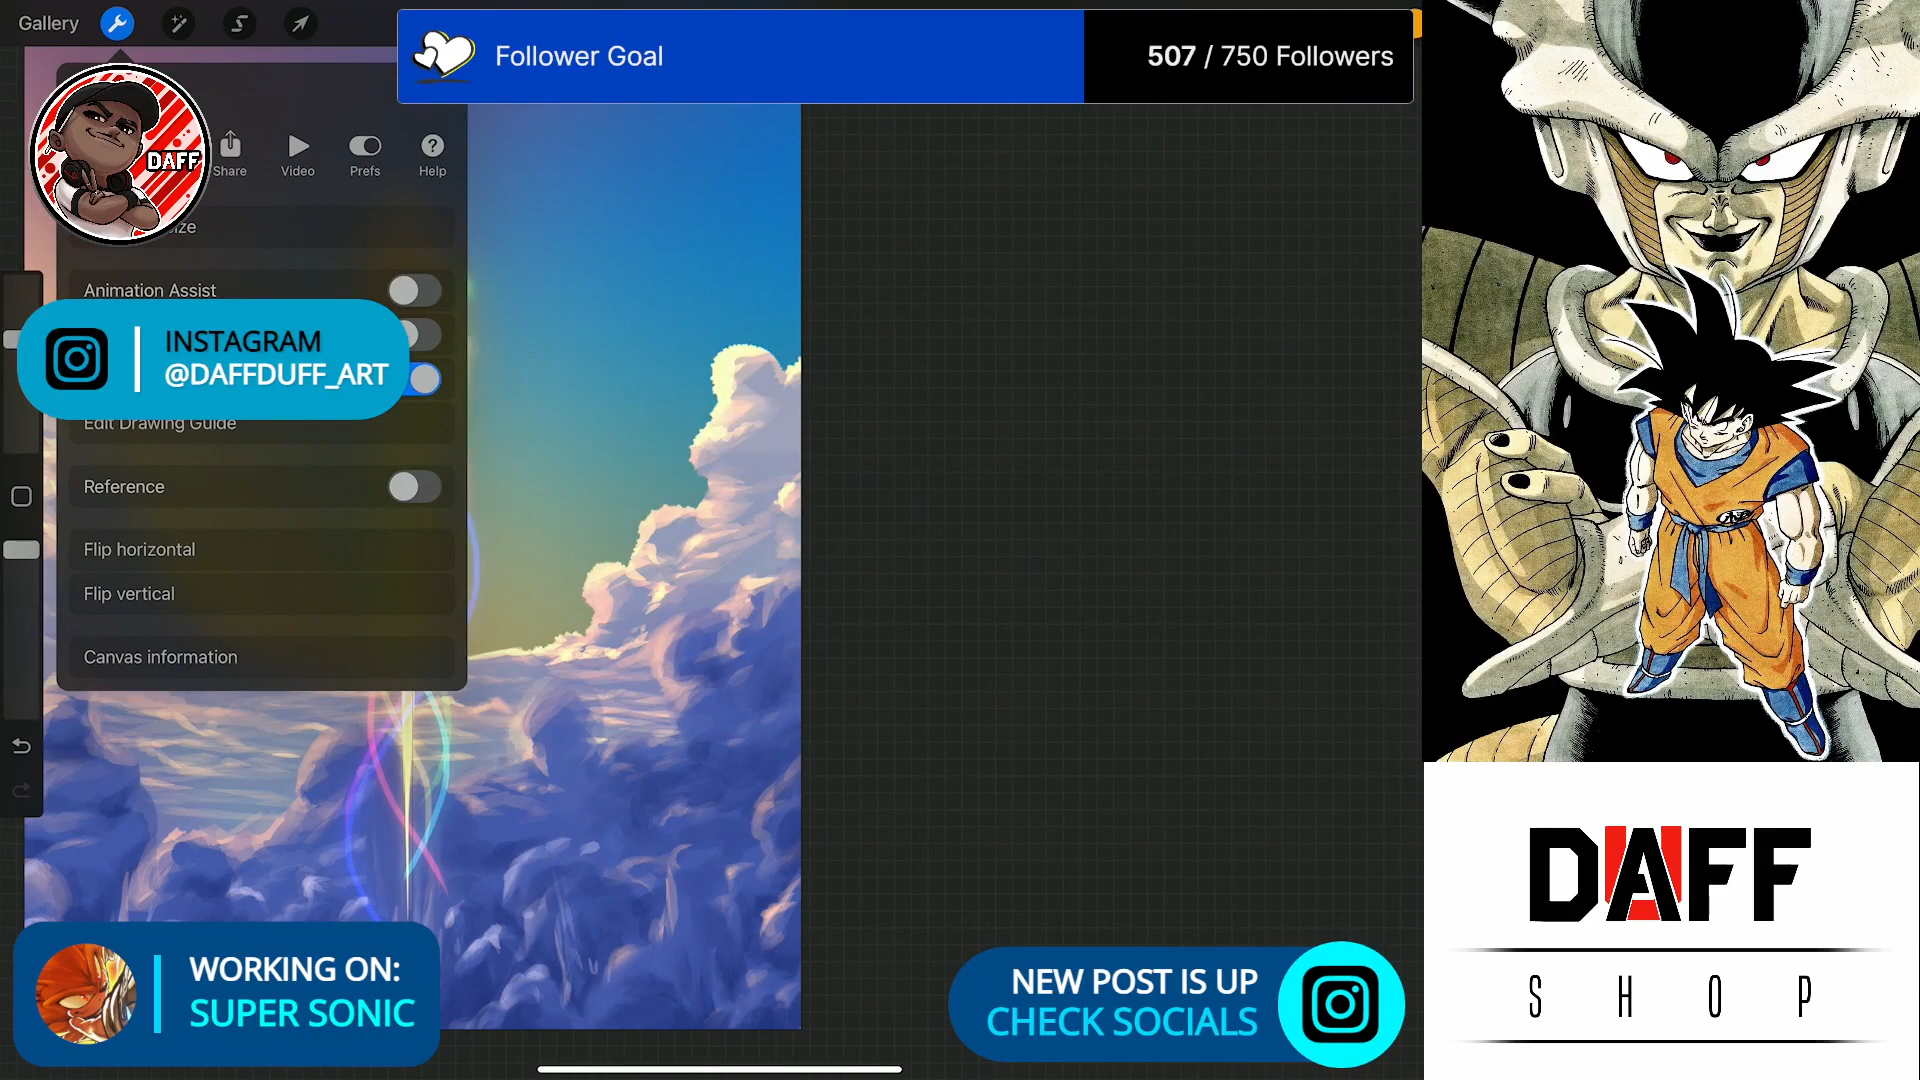 Gallery
Follower Goal
507 / 750 Followers
DAFF
Share
Video
Prefs
Help
Animation Assist
INSTAGRAM
@DAFFDUFF_ART
Edit Drawing Guide
Reference
Flip horizontal
Flip vertical
Canvas information
WORKING ON:
SUPER SONIC
NEW POST IS UP
CHECK SOCIALS
DAFF
SHOP